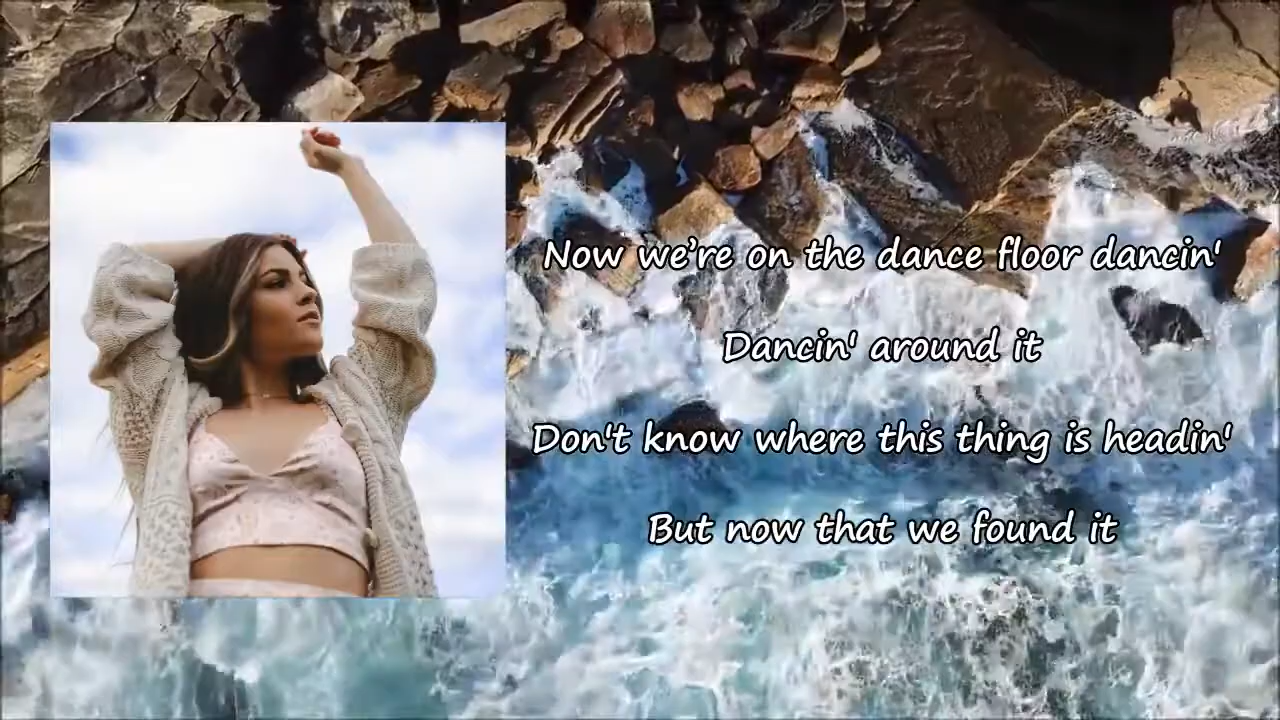 Now we’re on the dance floor dancin'
Dancin' around it
Don't know where this thing is headin'
But now that we found it